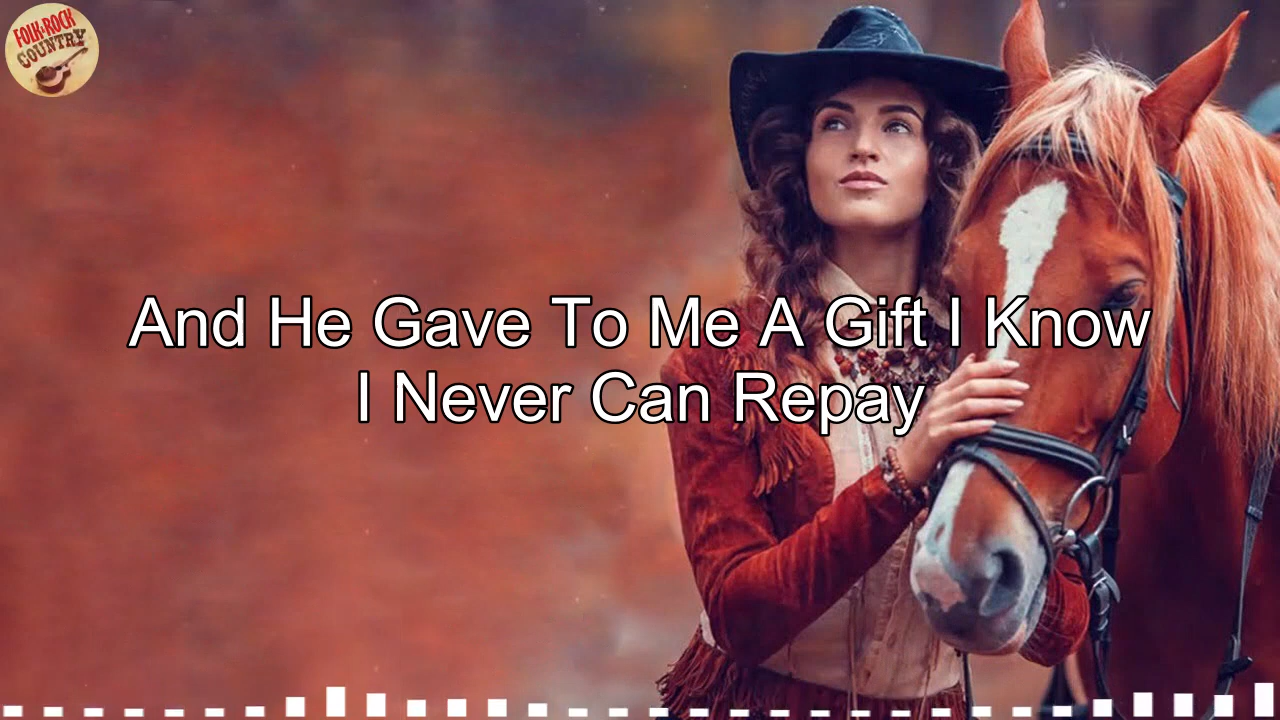 FOLK-ROCK
COUNTRY
And He Gave To Me A Gift I Know
I Never Can Repay